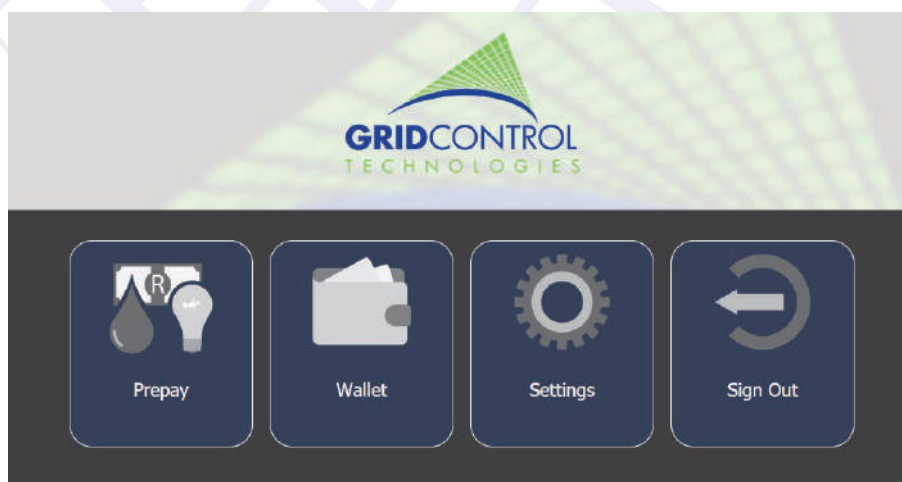 GRIDCONTROL
TECHNOLOGIES
R
Prepay
Wallet
Settings
Sign Out